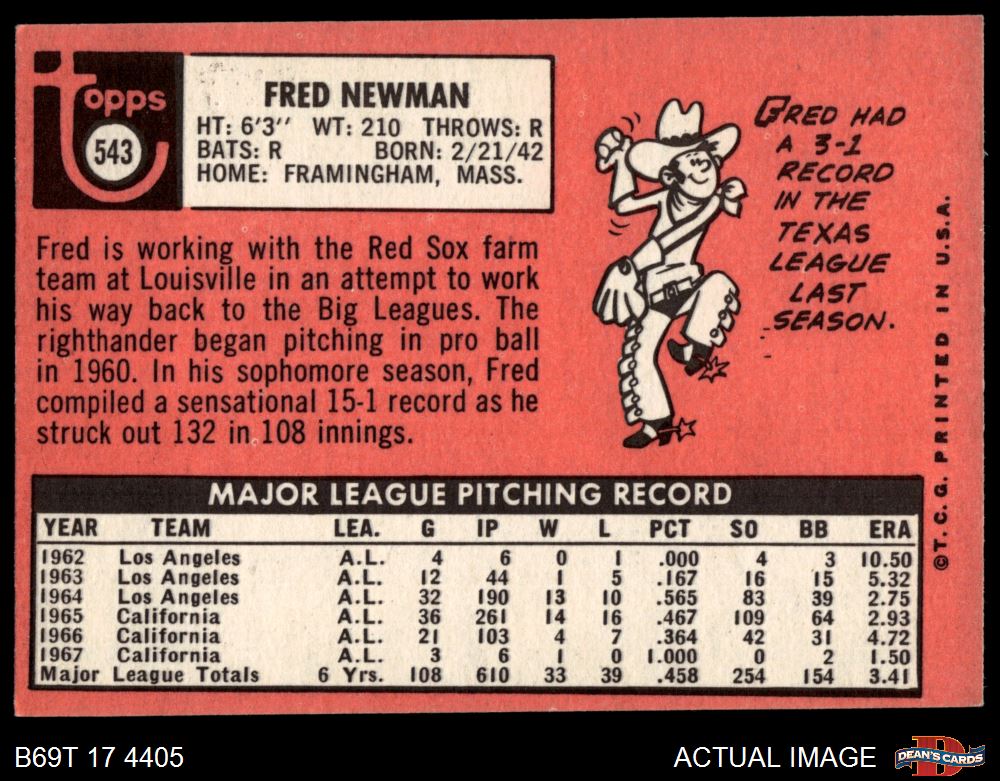 topps
543
FRED NEWMAN
HT: 6'3" WT: 210 THROWS: R
BATS: R BORN: 2/21/42
HOME: FRAMINGHAM, MASS.
Fred is working with the Red Sox farm
team at Louisville in an attempt to work
his way back to the Big Leagues. The
righthander began pitching in pro ball
in 1960. In his sophomore season, Fred
compiled a sensational 15-1 record as he
struck out 132 in 108 innings.
FRED HAD
A 3-1
RECORD
IN THE
TEXAS
LEAGUE
LAST
SEASON.
©T.C.G. PRINTED IN U.S.A.
MAJOR LEAGUE PITCHING RECORD
YEAR TEAM LEA. G IP W L PCT SO BB ERA
1962 Los Angeles A.L. 4 6 0 1 .000 4 3 10.50
1963 Los Angeles A.L. 12 44 1 5 .167 16 15 5.32
1964 Los Angeles A.L. 32 190 13 10 .565 83 39 2.75
1965 California A.L. 36 261 14 16 .467 109 64 2.93
1966 California A.L. 21 103 4 7 .364 42 31 4.72
1967 California A.L. 3 6 1 0 1.000 0 2 1.50
Major League Totals 6 Yrs. 108 610 33 39 .458 254 154 3.41
B69T 17 4405
ACTUAL IMAGE
DEAN'S CARDS